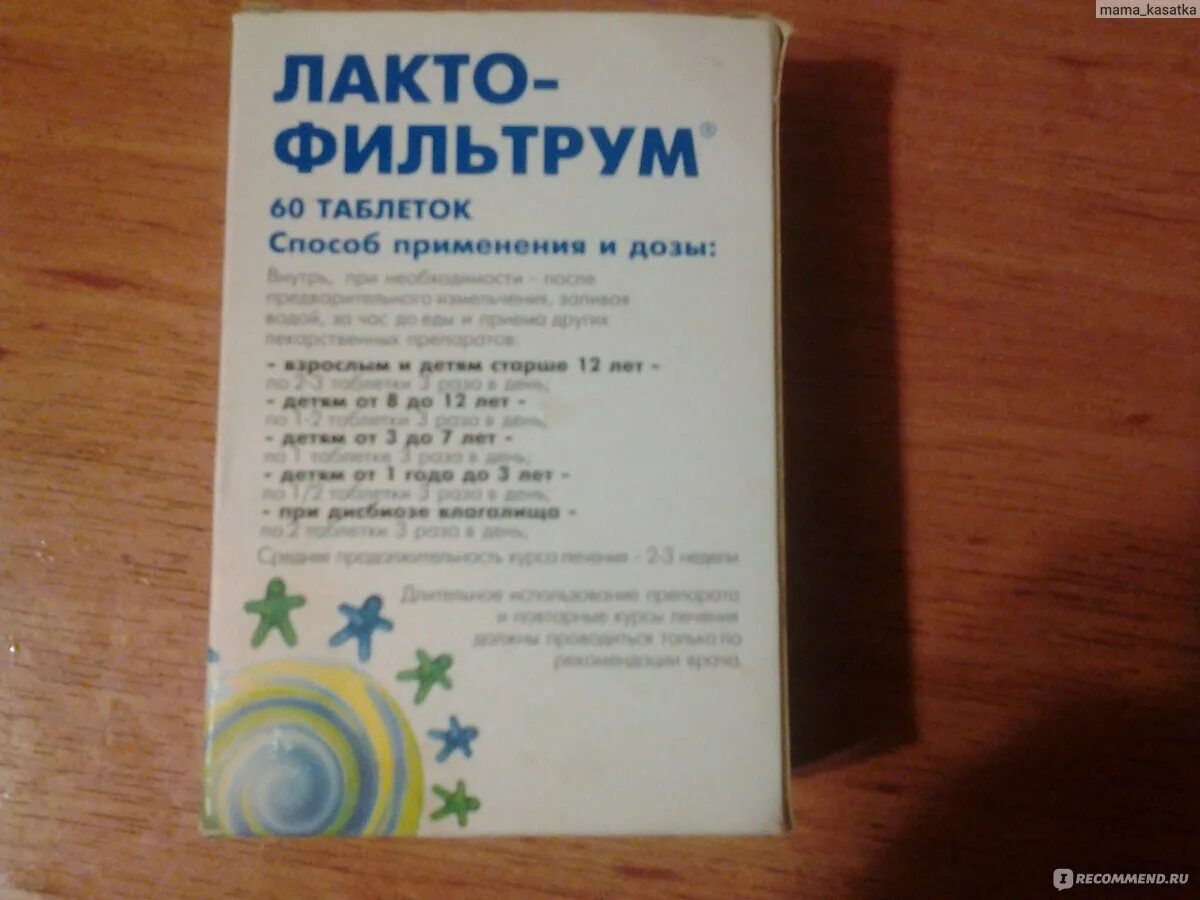 mama_kasatka
ЛАКТО-
ФИЛЬТРУМ®
60 ТАБЛЕТОК
Способ применения и дозы:
Внутрь, при необходимости - после
предварительного измельчения, запивая
водой, за час до еды и приема других
лекарственных препаратов:
- взрослым и детям старше 12 лет -
по 2-3 таблетки 3 раза в день;
- детям от 8 до 12 лет -
по 1-2 таблетки 3 раза в день;
- детям от 3 до 7 лет -
по 1 таблетке 3 раза в день;
- детям от 1 года до 3 лет -
по 1/2 таблетки 3 раза в день,
- при дисбиозе влагалища -
по 2 таблетки 3 раза в день,
Средняя продолжительность курса лечения - 2-3 недели
Длительное использование препарата
и повторные курсы лечения
должны проводиться только по
рекомендации врача.
IRECOMMEND.RU